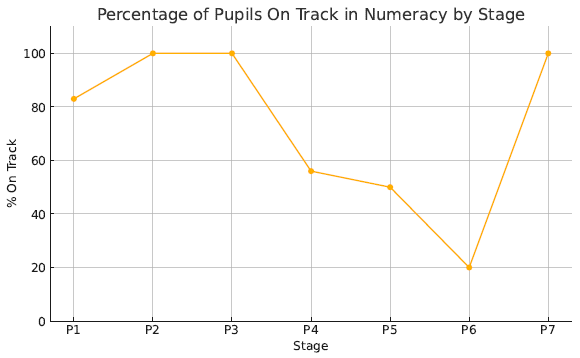 Percentage of Pupils On Track in Numeracy by Stage
100
80
60
40
20
0
% On Track
P1 P2 P3 P4 P5 P6 P7
Stage